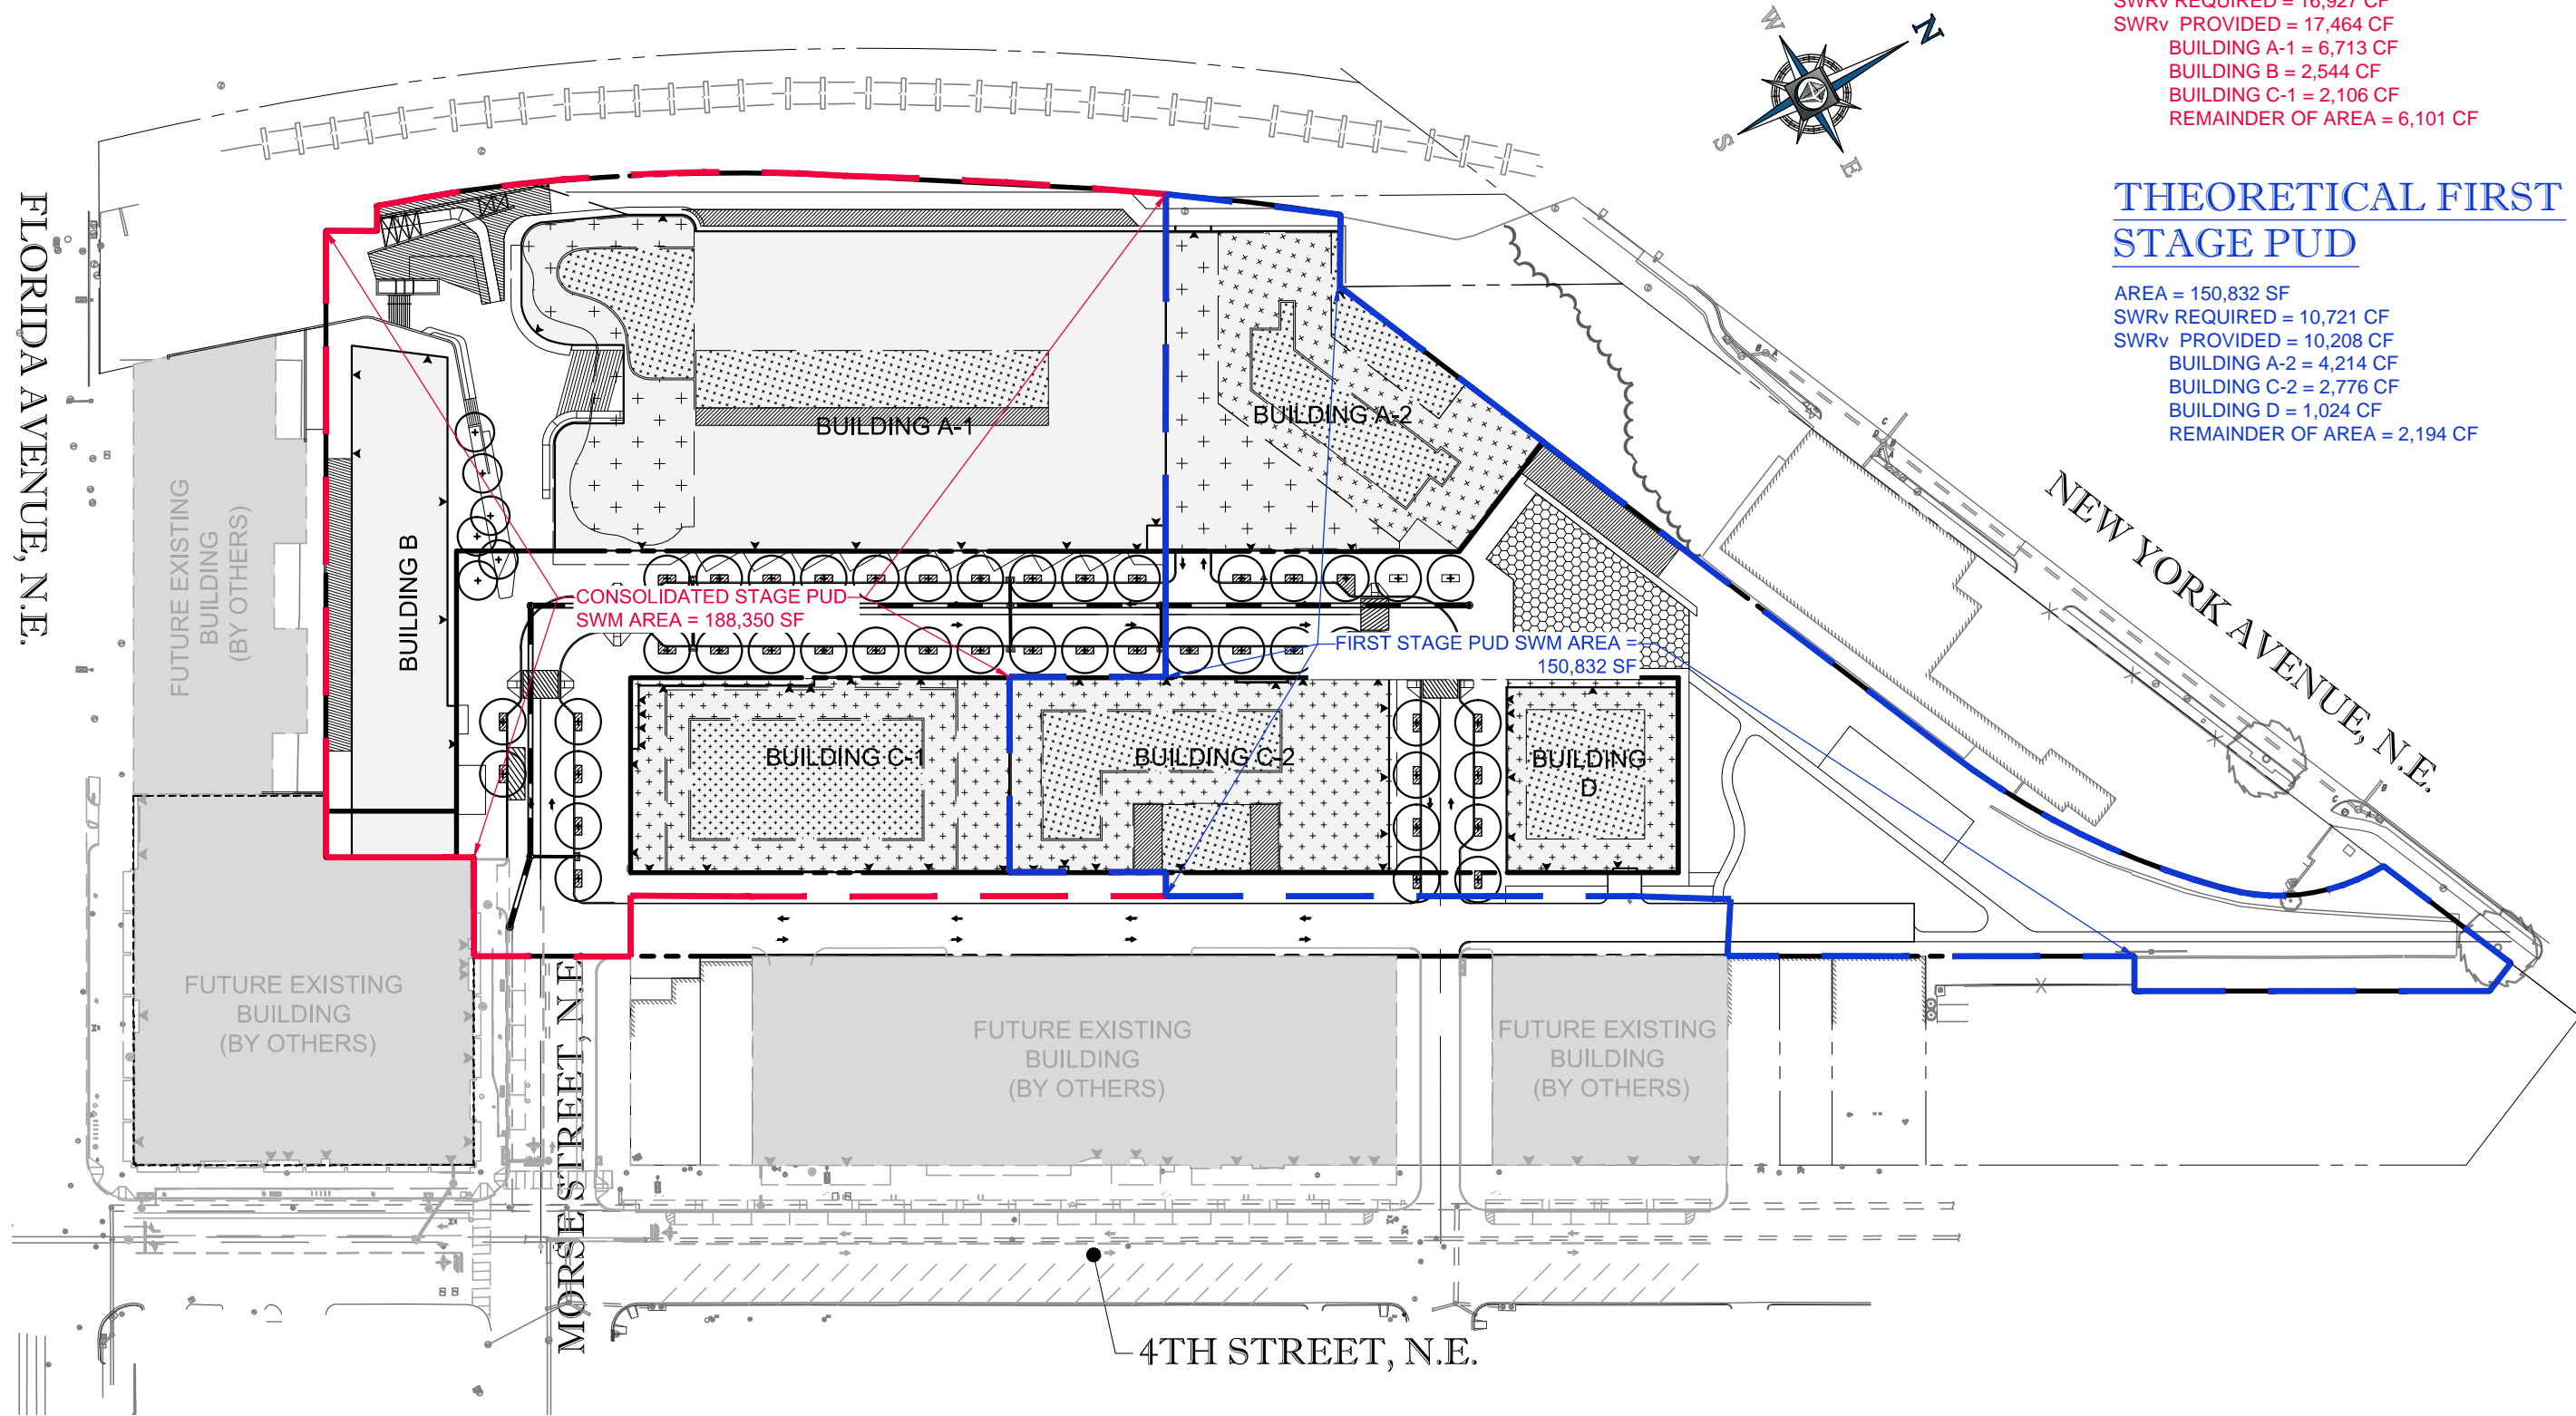 SWRv REQUIRED = 16,927 CF
SWRv PROVIDED = 17,464 CF
BUILDING A-1 = 6,713 CF
BUILDING B = 2,544 CF
BUILDING C-1 = 2,106 CF
REMAINDER OF AREA = 6,101 CF
THEORETICAL FIRST
STAGE PUD
AREA = 150,832 SF
SWRv REQUIRED = 10,721 CF
SWRv PROVIDED = 10,208 CF
BUILDING A-2 = 4,214 CF
BUILDING C-2 = 2,776 CF
BUILDING D = 1,024 CF
REMAINDER OF AREA = 2,194 CF
W
N
S
E
FLORIDA AVENUE, N.E.
NEW YORK AVENUE, N.E.
BUILDING A-1
BUILDING A-2
FUTURE EXISTING
BUILDING
(BY OTHERS)
BUILDING B
CONSOLIDATED STAGE PUD
SWM AREA = 188,350 SF
FIRST STAGE PUD SWM AREA =
150,832 SF
BUILDING C-1
BUILDING C-2
BUILDING
D
FUTURE EXISTING
BUILDING
(BY OTHERS)
FUTURE EXISTING
BUILDING
(BY OTHERS)
FUTURE EXISTING
BUILDING
(BY OTHERS)
MORSE STREET, N.E.
4TH STREET, N.E.